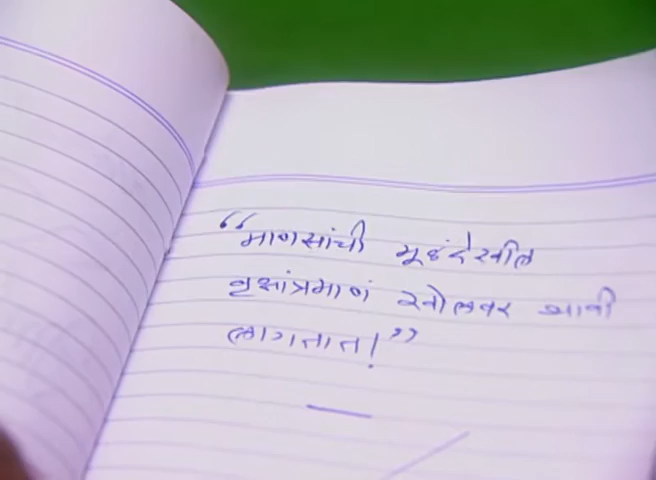 “माणसांची मूळंदेखील
वृक्षांप्रमाणं खोलवर
लागतात!”